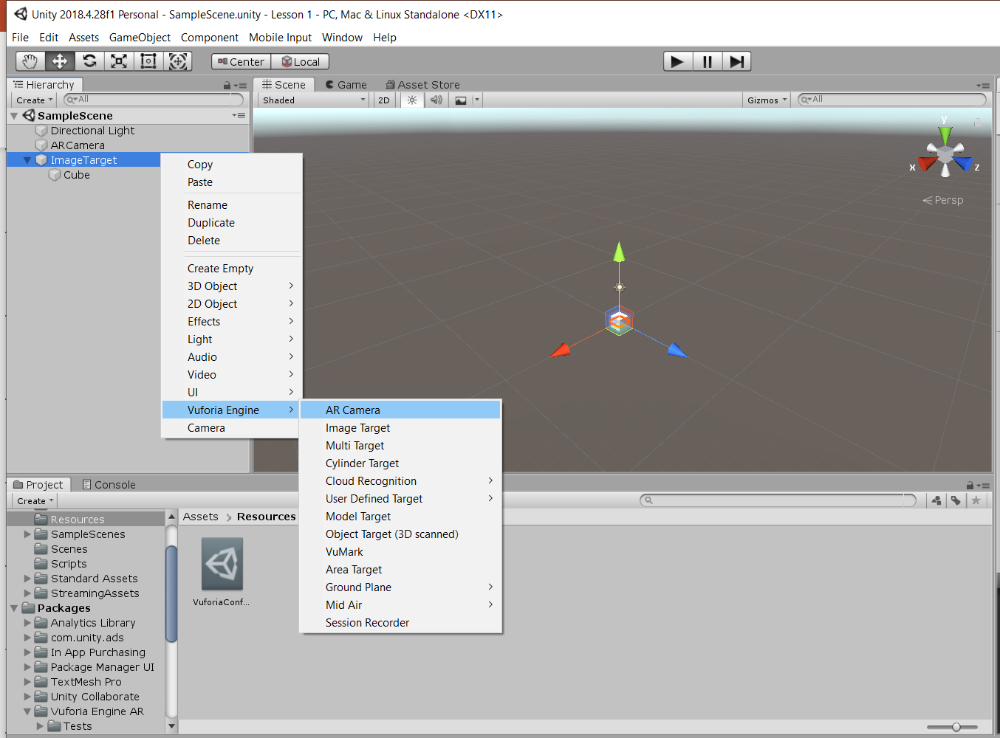 Unity 2018.4.28f1 Personal - SampleScene.unity - Lesson 1 - PC, Mac & Linux Standalone <DX11>
File Edit Assets GameObject Component Mobile Input Window Help
Center Local
Hierarchy
Create All
SampleScene
Directional Light
ARCamera
ImageTarget
Cube
Scene Game Asset Store
Shaded 2D Gizmos All
y
x
z
Persp
Copy
Paste
Rename
Duplicate
Delete
Create Empty
3D Object
2D Object
Effects
Light
Audio
Video
UI
Vuforia Engine
Camera
AR Camera
Image Target
Multi Target
Cylinder Target
Cloud Recognition
User Defined Target
Model Target
Object Target (3D scanned)
VuMark
Area Target
Ground Plane
Mid Air
Session Recorder
Project Console
Create
Resources
SampleScenes
Scenes
Scripts
Standard Assets
StreamingAssets
Packages
Analytics Library
com.unity.ads
In App Purchasing
Package Manager UI
TextMesh Pro
Unity Collaborate
Vuforia Engine AR
Tests
Assets > Resources
VuforiaConf...